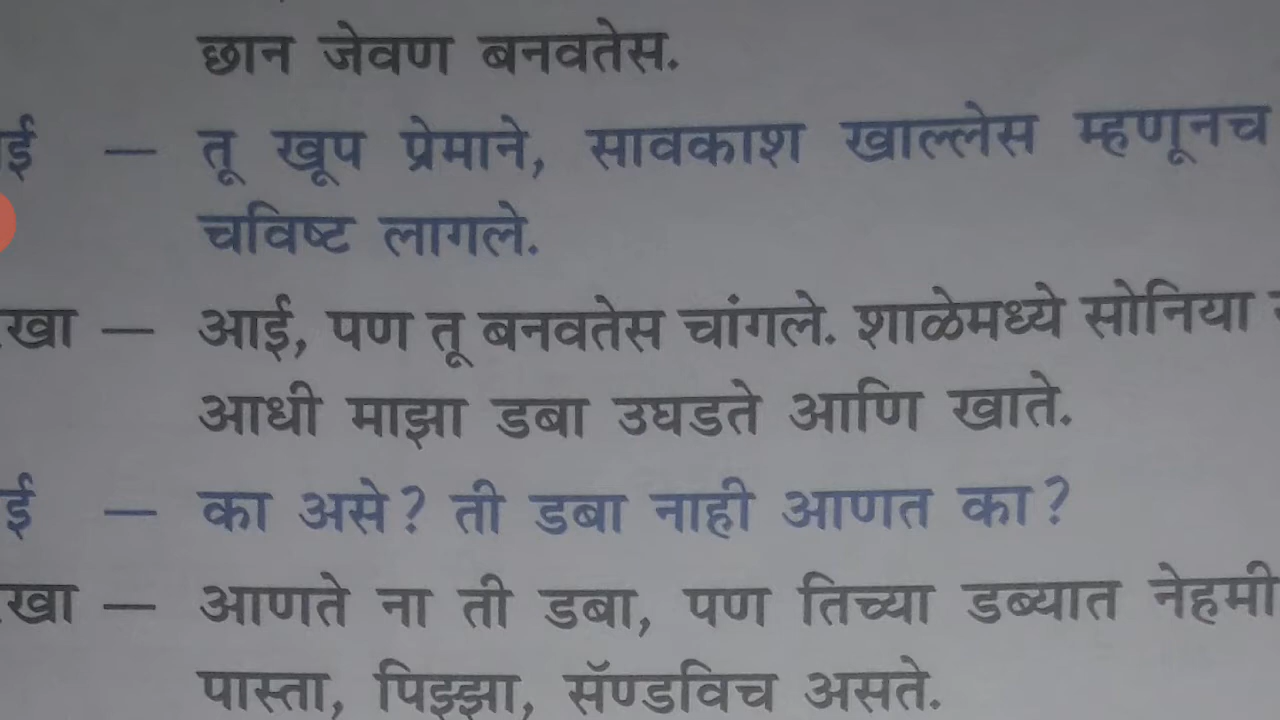 छान जेवण बनवतेस.
ई — तू खूप प्रेमाने, सावकाश खाल्लेस म्हणूनच
चविष्ट लागले.
खा — आई, पण तू बनवतेस चांगले. शाळेमध्ये सोनिया
आधी माझा डबा उघडते आणि खाते.
ई — का असे? ती डबा नाही आणत का?
खा — आणते ना ती डबा, पण तिच्या डब्यात नेहमी
पास्ता, पिझ्झा, सॅण्डविच असते.